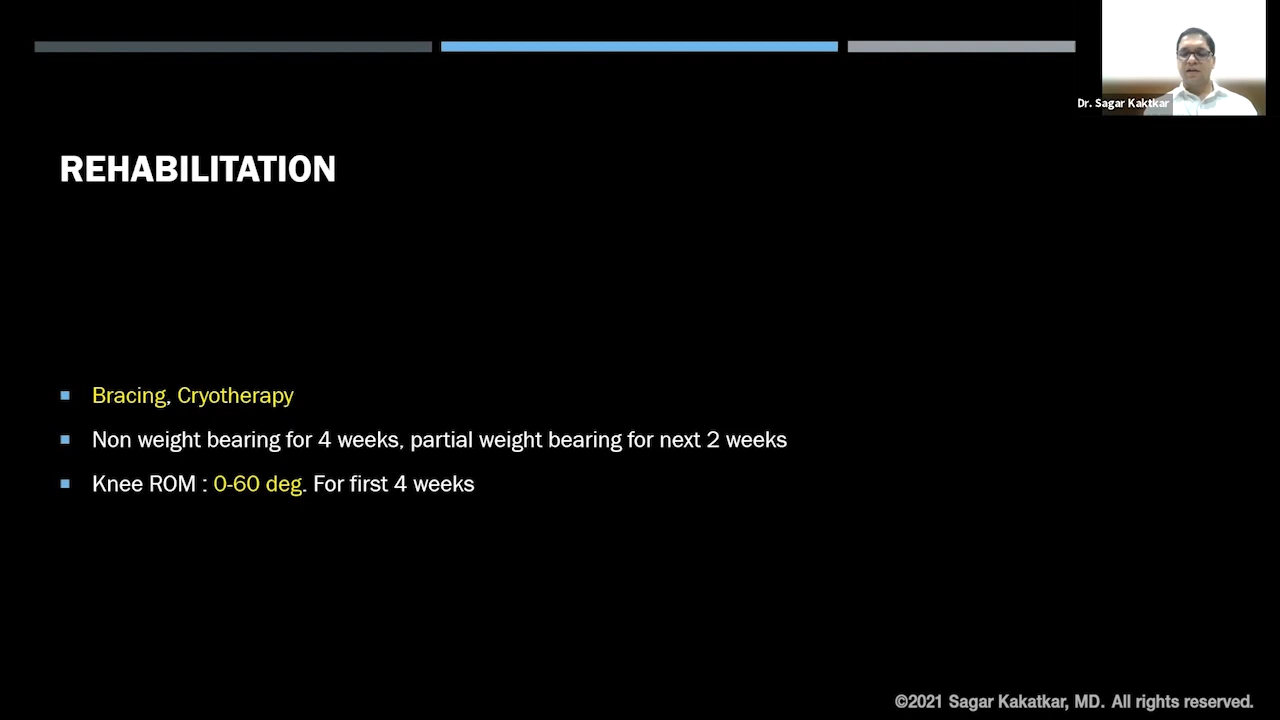 Dr. Sagar Kaktkar
REHABILITATION
Bracing, Cryotherapy
Non weight bearing for 4 weeks, partial weight bearing for next 2 weeks
Knee ROM : 0-60 deg. For first 4 weeks
©2021 Sagar Kakatkar, MD. All rights reserved.